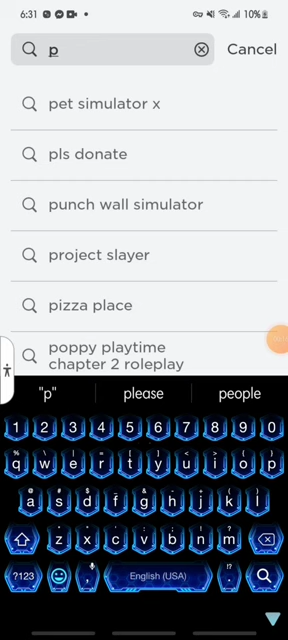 6:31 10%
p Cancel
pet simulator x
pls donate
punch wall simulator
project slayer
pizza place
poppy playtime
chapter 2 roleplay
"p" please people
1 2 3 4 5 6 7 8 9 0
q w e r t y u i o p
a s d f g h j k l
z x c v b n m
?123 , English (USA) .